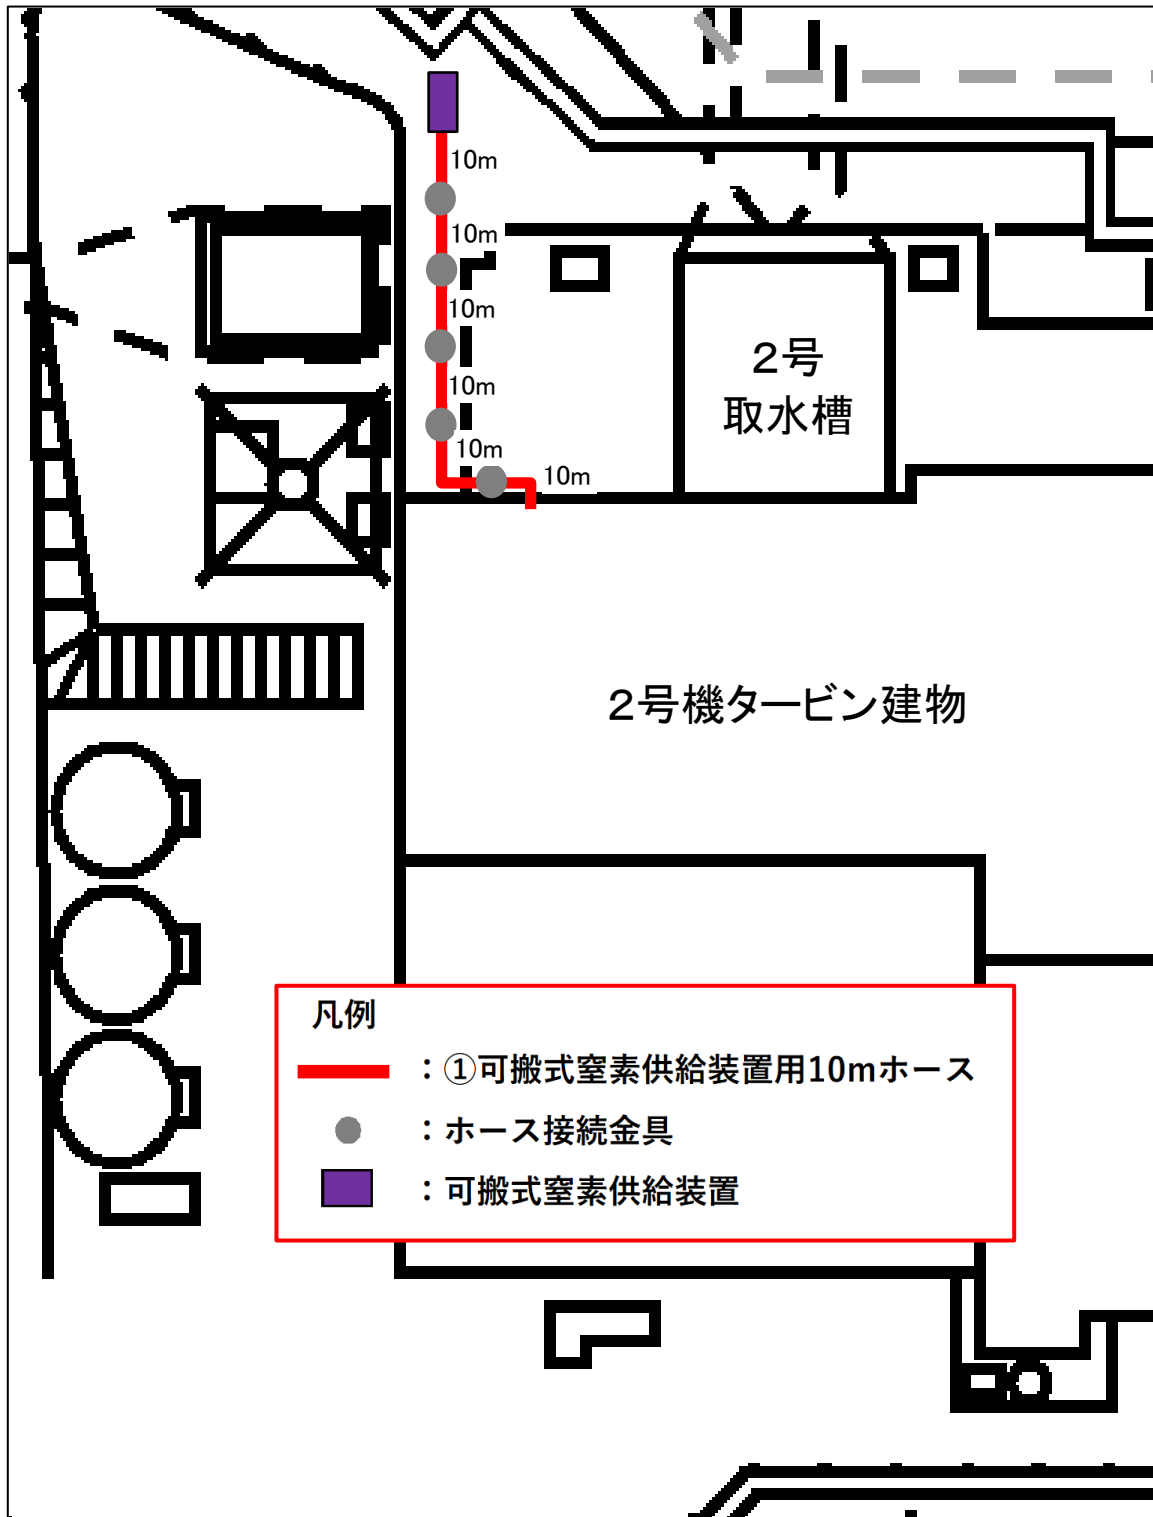 10m
10m
10m
10m
10m
10m
２号
取水槽
２号機タービン建物
凡例
：①可搬式窒素供給装置用10mホース
：ホース接続金具
：可搬式窒素供給装置